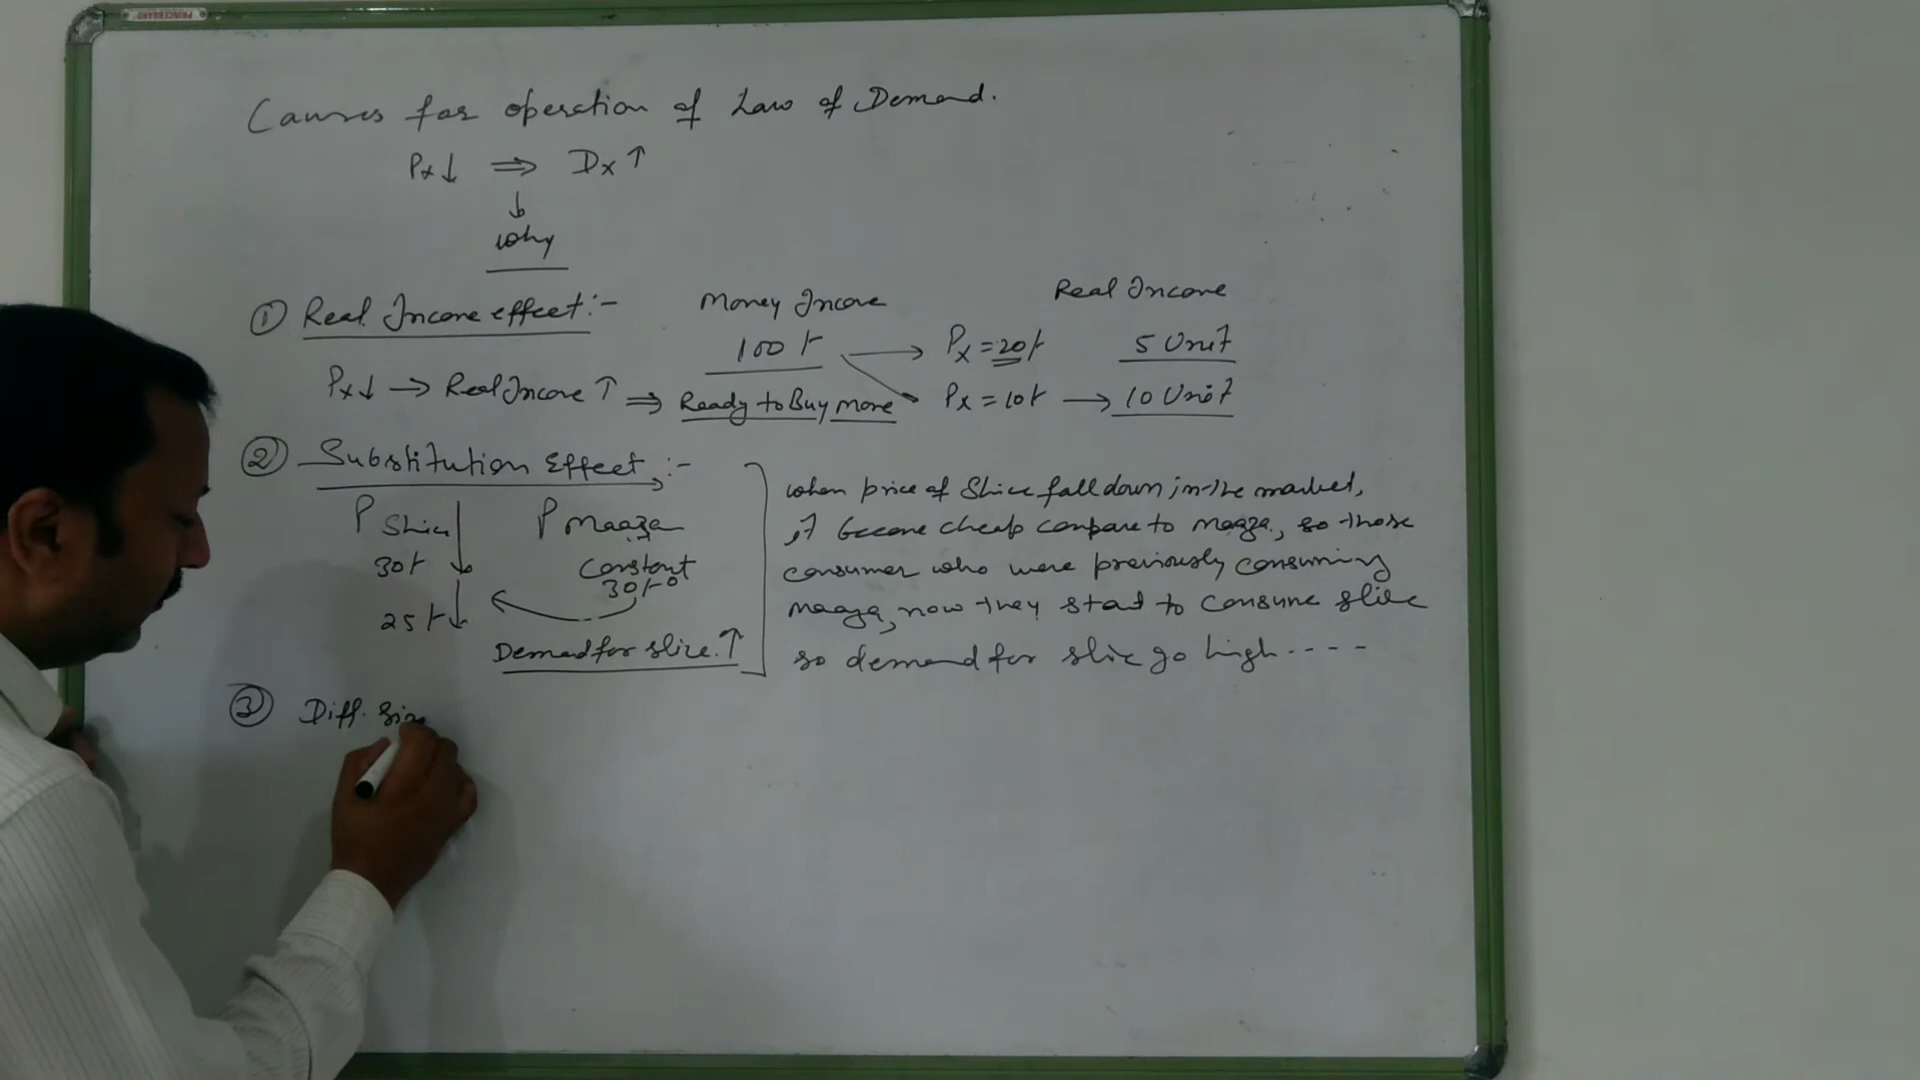 Causes for operation of Law of Demand.
Px↓ ⇒ Dx↑
↓
why
① Real Income effect :-
Money Income
Real Income
100 ₹
Px = 20 ₹
5 Unit
Px↓ → Real Income ↑ ⇒ Ready to Buy more
Px = 10 ₹ → 10 Unit
② Substitution Effect :-
P Slice ↓
P Maaza
30 ₹
Constant
30 ₹
25 ₹ ↓
Demand for slice. ↑
when price of Slice fall down in the market,
it become cheap compare to maaza, so those
consumer who were previously consuming
maaza, now they start to consume slice
so demand for slice go high - - - -
③ Diff.